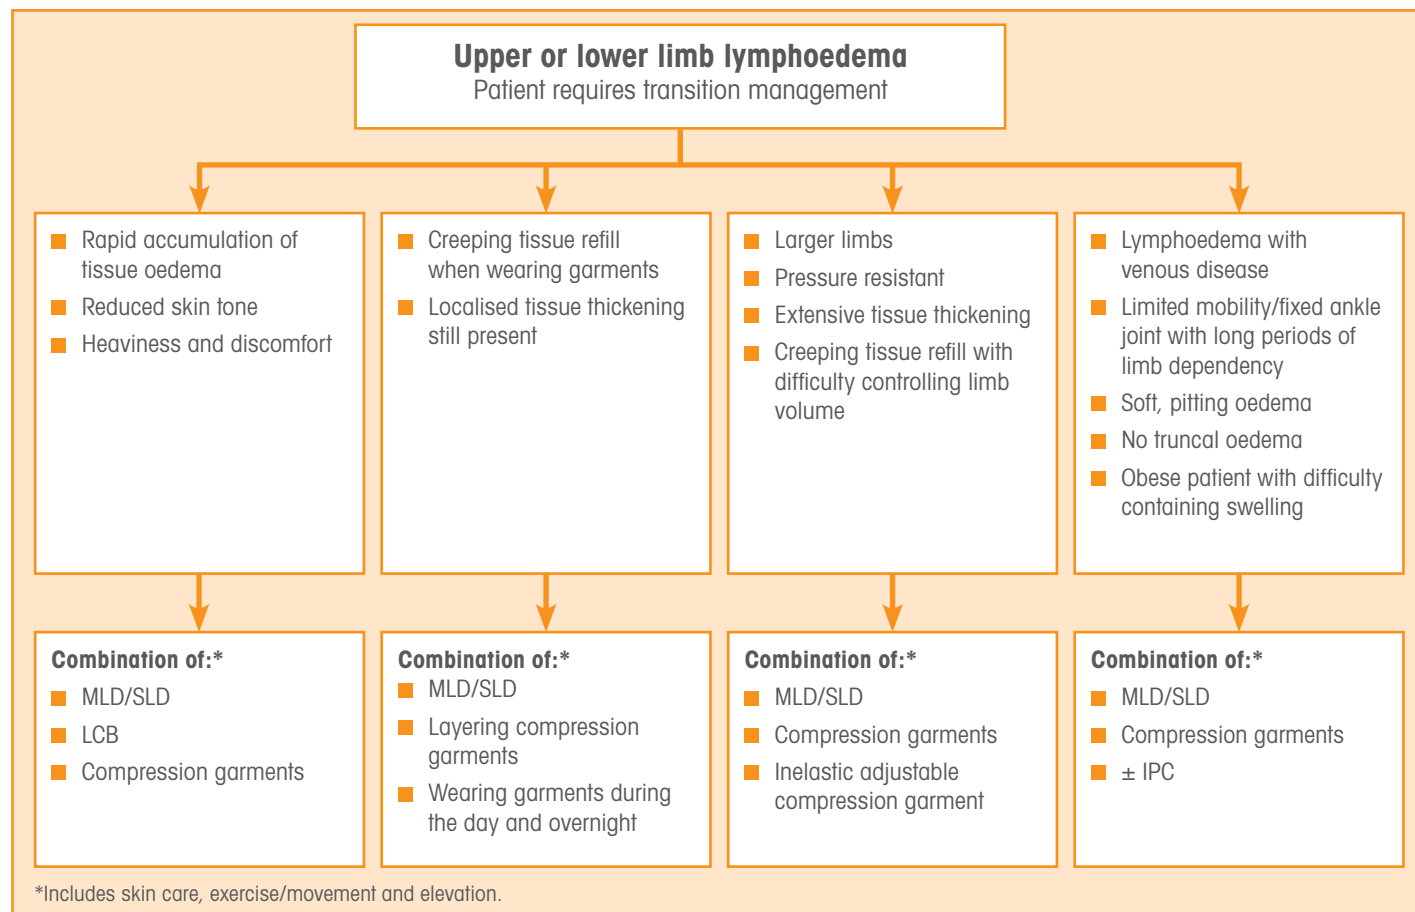 Upper or lower limb lymphoedema
Patient requires transition management
Rapid accumulation of
tissue oedema
Reduced skin tone
Heaviness and discomfort
Creeping tissue refill
when wearing garments
Localised tissue thickening
still present
Larger limbs
Pressure resistant
Extensive tissue thickening
Creeping tissue refill with
difficulty controlling limb
volume
Lymphoedema with
venous disease
Limited mobility/fixed ankle
joint with long periods of
limb dependency
Soft, pitting oedema
No truncal oedema
Obese patient with difficulty
containing swelling
Combination of:*
MLD/SLD
LCB
Compression garments
Combination of:*
MLD/SLD
Layering compression
garments
Wearing garments during
the day and overnight
Combination of:*
MLD/SLD
Compression garments
Inelastic adjustable
compression garment
Combination of:*
MLD/SLD
Compression garments
± IPC
*Includes skin care, exercise/movement and elevation.